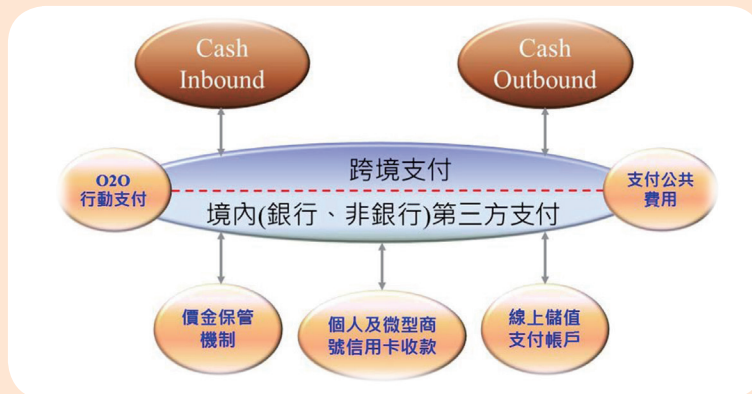 Cash
Inbound
Cash
Outbound
跨境支付
O2O
行動支付
支付公共
費用
境內(銀行、非銀行)第三方支付
價金保管
機制
個人及微型商
號信用卡收款
線上儲值
支付帳戶